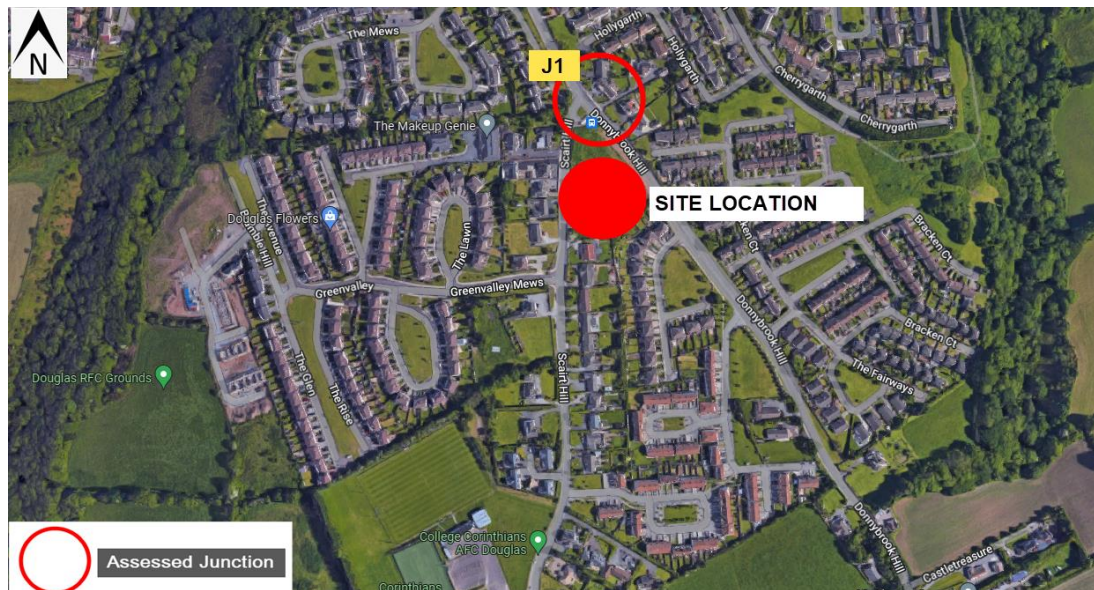 N
The Mews
Hollygarth
Hollygarth
Cherrygarth
Cherrygarth
J1
The Makeup Genie
Scairt Hill
Donnybrook Hill
SITE LOCATION
Douglas Flowers
The Avenue
Bramble Hill
The Lawn
Greenvalley
Greenvalley Mews
Bracken Ct
Bracken Ct
Donnybrook Hill
Bracken Ct
The Fairways
Scairt Hill
Douglas RFC Grounds
The Glen
The Rise
College Corinthians
AFC Douglas
Donnybrook Hill
Castletreasure
Corinthians
Assessed Junction